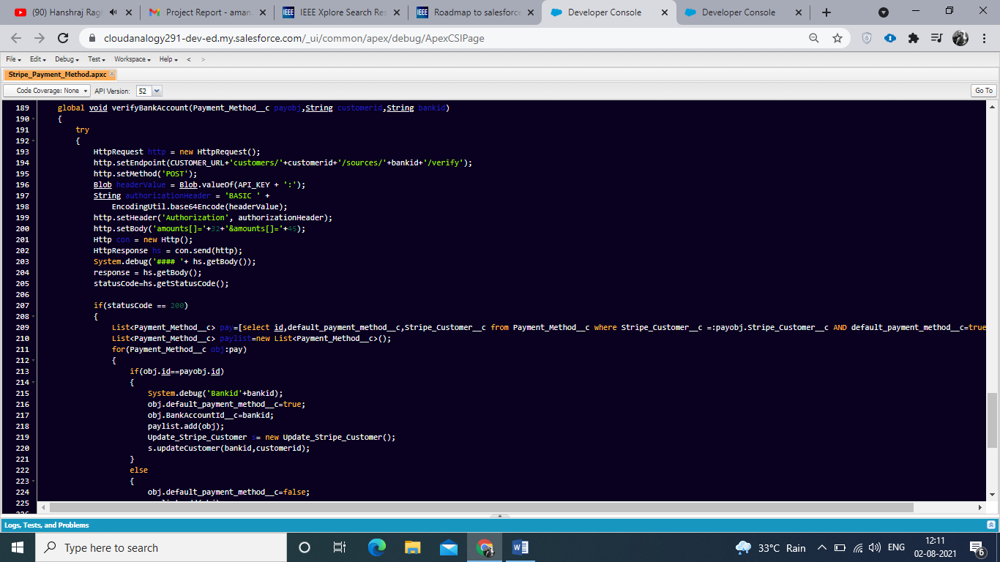 (90) Hanshraj Rag
Project Report - aman.
IEEE Xplore Search Res
Roadmap to salesforce
Developer Console
Developer Console
cloudanalogy291-dev-ed.my.salesforce.com/_ui/common/apex/debug/ApexCSIPage
File Edit Debug Test Workspace Help < >
Stripe_Payment_Method.apxc
Code Coverage: None API Version: 52 Go To
189 global void verifyBankAccount(Payment_Method__c payobj,String customerid,String bankid)
190 {
191 try
192 {
193 HttpRequest http = new HttpRequest();
194 http.setEndpoint(CUSTOMER_URL+'customers/'+customerid+'/sources/'+bankid+'/verify');
195 http.setMethod('POST');
196 Blob headerValue = Blob.valueOf(API_KEY + ':');
197 String authorizationHeader = 'BASIC ' +
198 EncodingUtil.base64Encode(headerValue);
199 http.setHeader('Authorization', authorizationHeader);
200 http.setBody('amounts[]='+32+'&amounts[]='+45);
201 Http con = new Http();
202 HttpResponse hs = con.send(http);
203 System.debug('#### '+ hs.getBody());
204 response = hs.getBody();
205 statusCode=hs.getStatusCode();
206
207 if(statusCode == 200)
208 {
209 List<Payment_Method__c> pay=[select id,default_payment_method__c,Stripe_Customer__c from Payment_Method__c where Stripe_Customer__c =:payobj.Stripe_Customer__c AND default_payment_method__c=true
210 List<Payment_Method__c> paylist=new List<Payment_Method__c>();
211 for(Payment_Method__c obj:pay)
212 {
213 if(obj.id==payobj.id)
214 {
215 System.debug('Bankid'+bankid);
216 obj.default_payment_method__c=true;
217 obj.BankAccountId__c=bankid;
218 paylist.add(obj);
219 Update_Stripe_Customer s= new Update_Stripe_Customer();
220 s.updateCustomer(bankid,customerid);
221 }
222 else
223 {
224 obj.default_payment_method__c=false;
225
Logs, Tests, and Problems
Type here to search
33°C Rain
ENG
12:11
02-08-2021
6